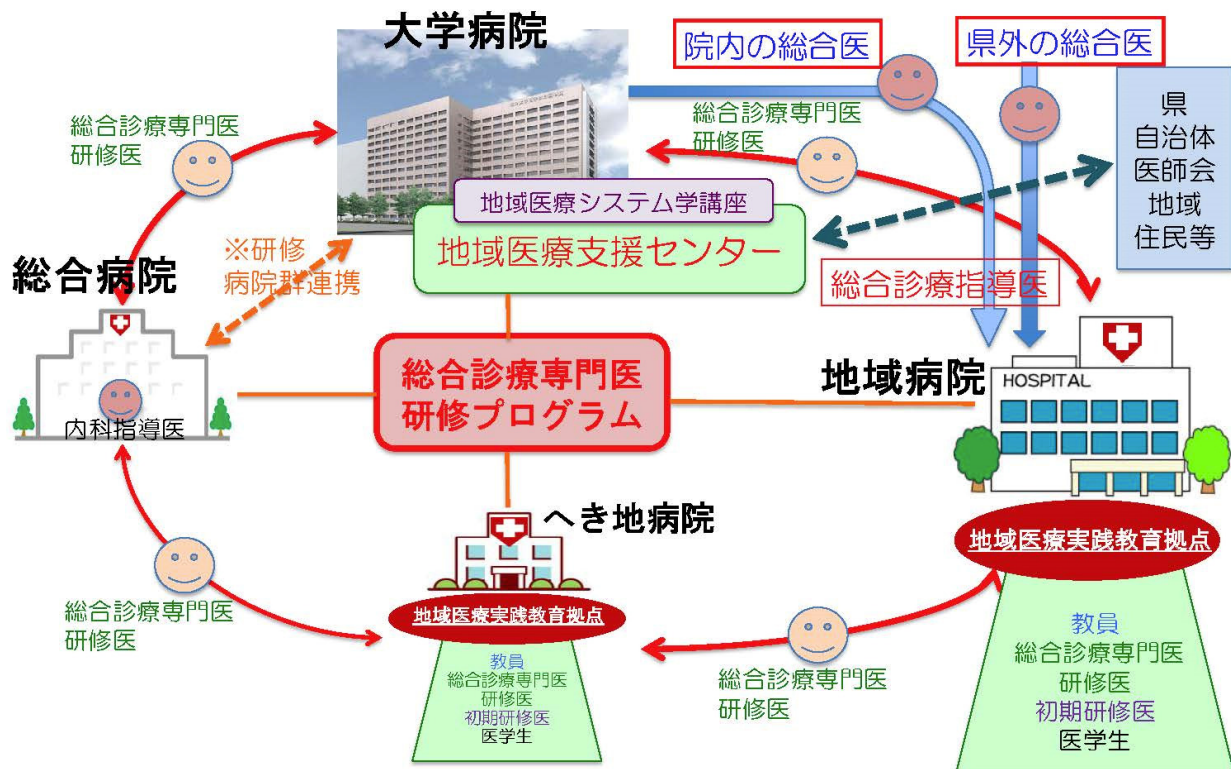 大学病院
院内の総合医
県外の総合医
県
自治体
医師会
地域
住民等
総合診療専門医
研修医
総合診療専門医
研修医
地域医療システム学講座
地域医療支援センター
※研修
病院群連携
総合診療指導医
総合病院
内科指導医
総合診療専門医
研修プログラム
地域病院
HOSPITAL
へき地病院
地域医療実践教育拠点
教員
総合診療専門医
研修医
初期研修医
医学生
地域医療実践教育拠点
教員
総合診療専門医
研修医
初期研修医
医学生
総合診療専門医
研修医
総合診療専門医
研修医